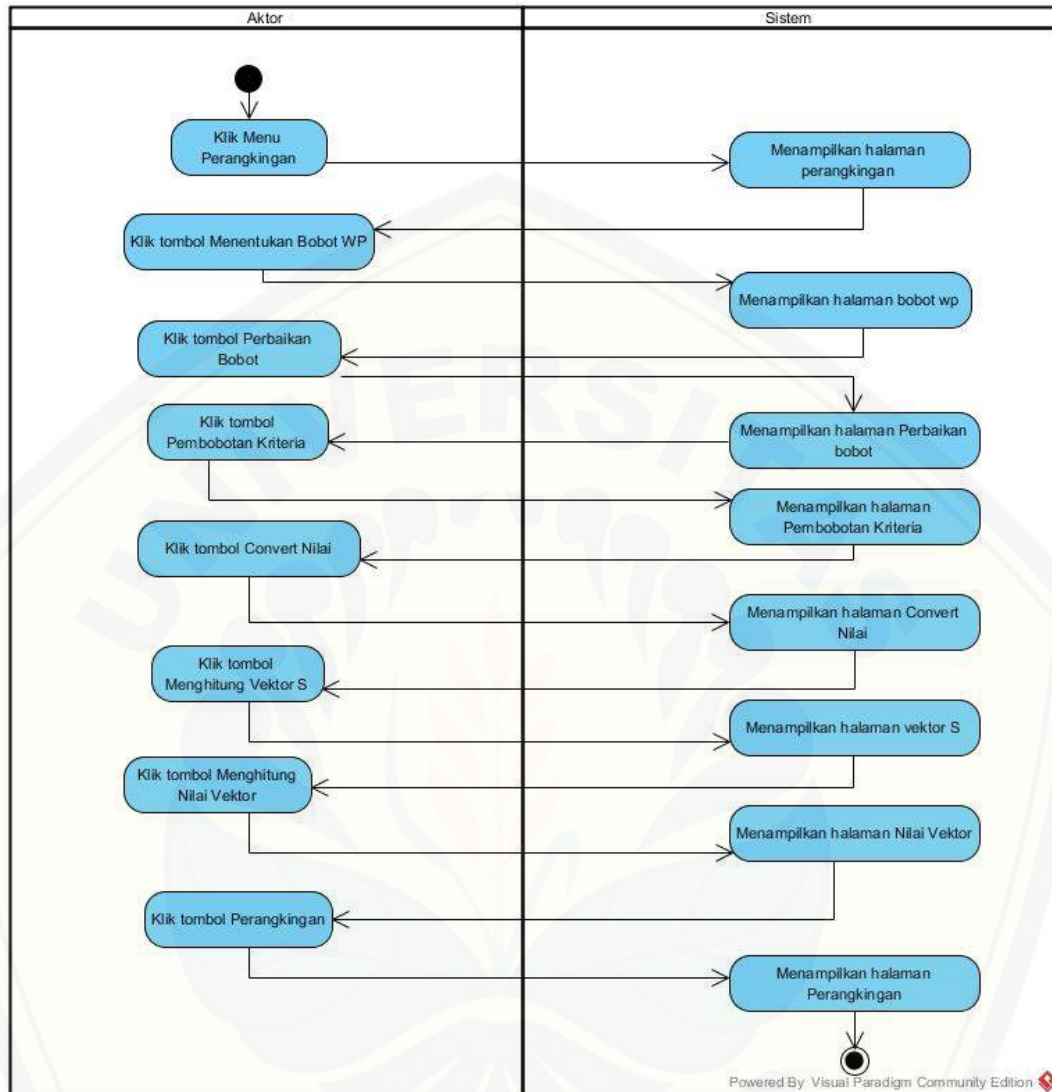 Aktor
Sistem
Klik Menu
Perangkingan
Menampilkan halaman
perangkingan
Klik tombol Menentukan Bobot WP
Menampilkan halaman bobot wp
Klik tombol Perbaikan
Bobot
Klik tombol
Pembobotan Kriteria
Menampilkan halaman Perbaikan
bobot
Menampilkan halaman
Pembobotan Kriteria
Klik tombol Convert Nilai
Menampilkan halaman Convert
Nilai
Klik tombol
Menghitung Vektor S
Menampilkan halaman vektor S
Klik tombol Menghitung
Nilai Vektor
Menampilkan halaman Nilai Vektor
Klik tombol Perangkingan
Menampilkan halaman
Perangkingan
UNIVERSITAS
Powered By Visual Paradigm Community Edition